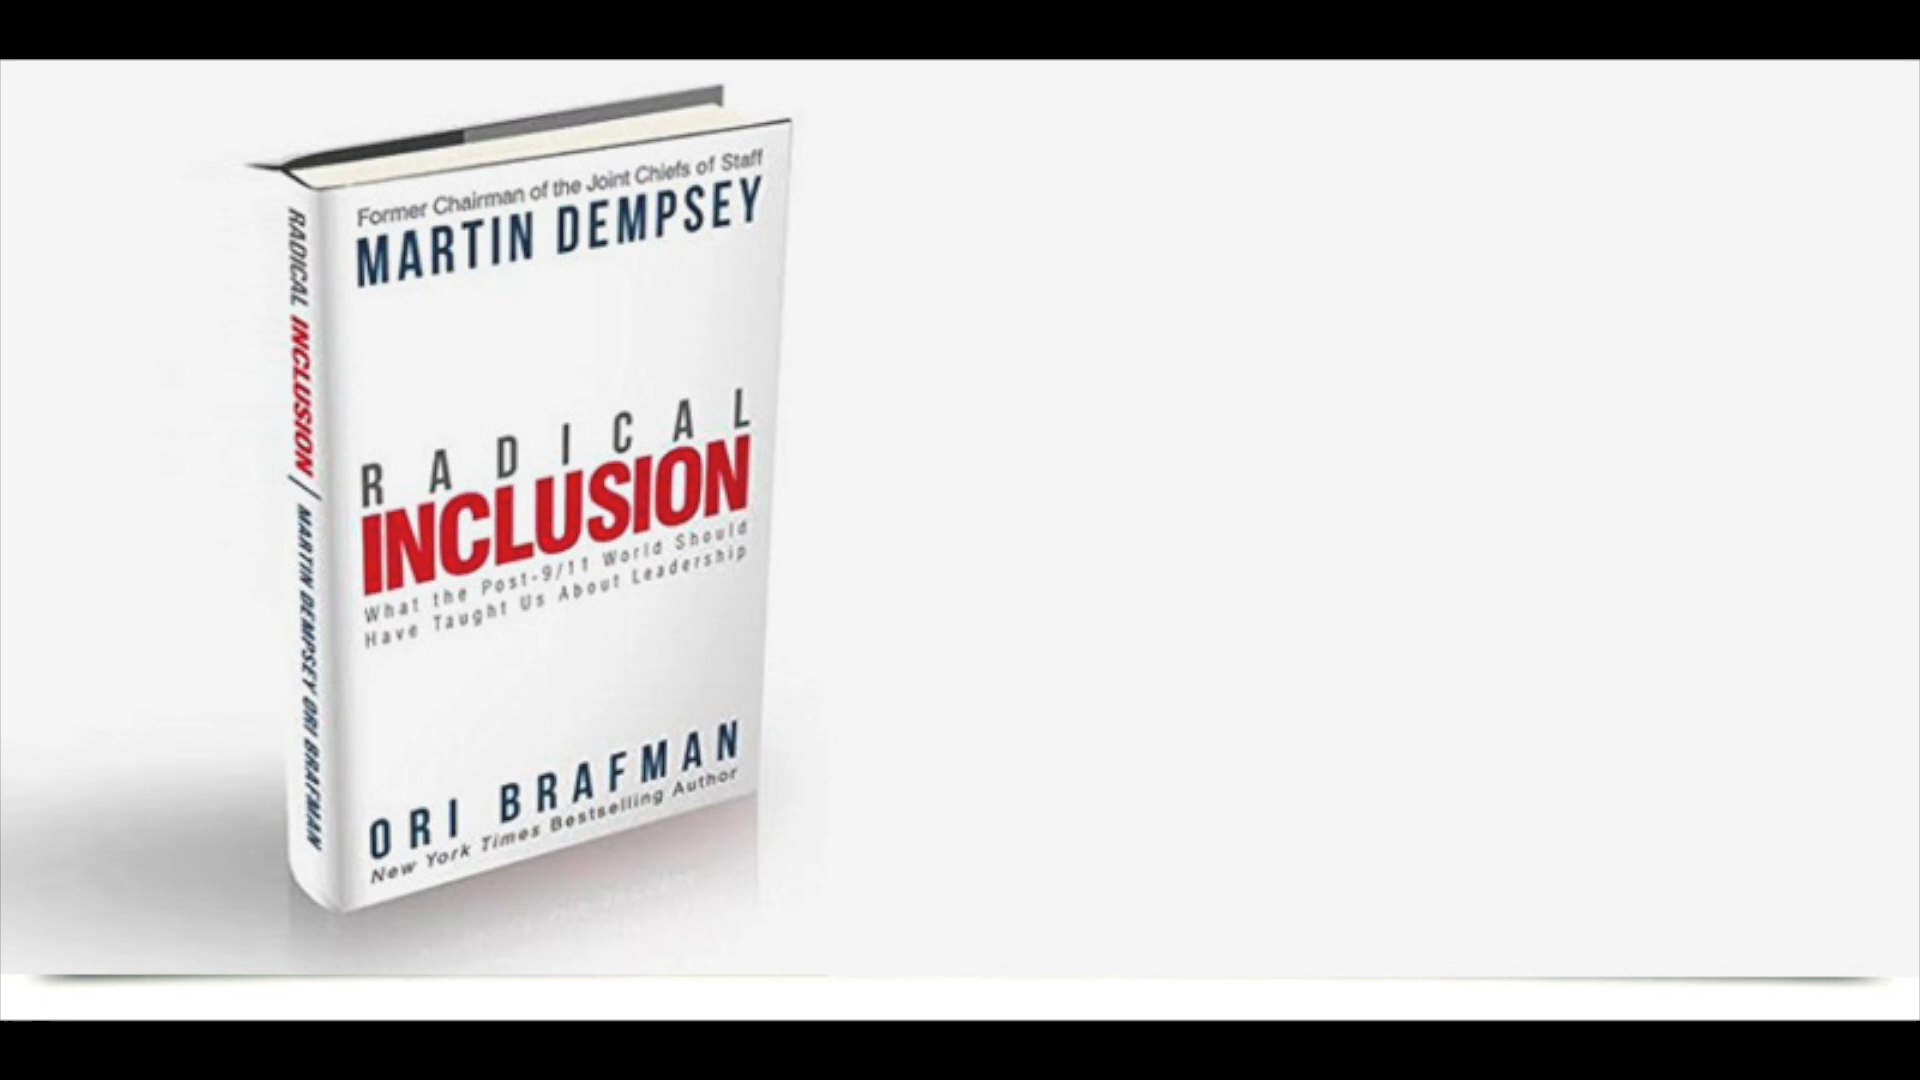 Former Chairman of the Joint Chiefs of Staff
MARTIN DEMPSEY
RADICAL
INCLUSION
What the Post-9/11 World Should
Have Taught Us About Leadership
ORI BRAFMAN
New York Times Bestselling Author
RADICAL INCLUSION / MARTIN DEMPSEY ORI BRAFMAN